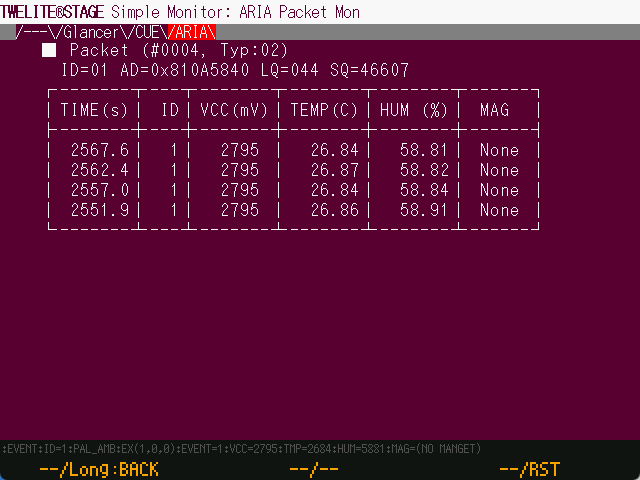 TWELITE®STAGE Simple Monitor: ARIA Packet Mon
/---\/Glancer\/CUE\/ARIA\
Packet (#0004, Typ:02)
ID=01 AD=0x810A5840 LQ=044 SQ=46607
TIME(s) ID VCC(mV) TEMP(C) HUM (%) MAG
2567.6 1 2795 26.84 58.81 None
2562.4 1 2795 26.87 58.82 None
2557.0 1 2795 26.84 58.84 None
2551.9 1 2795 26.86 58.91 None
:EVENT:ID=1:PAL_AMB:EX(1,0,0):EVENT=1:VCC=2795:TMP=2684:HUM=5881:MAG=(NO MANGET)
--/Long:BACK --/-- --/RST